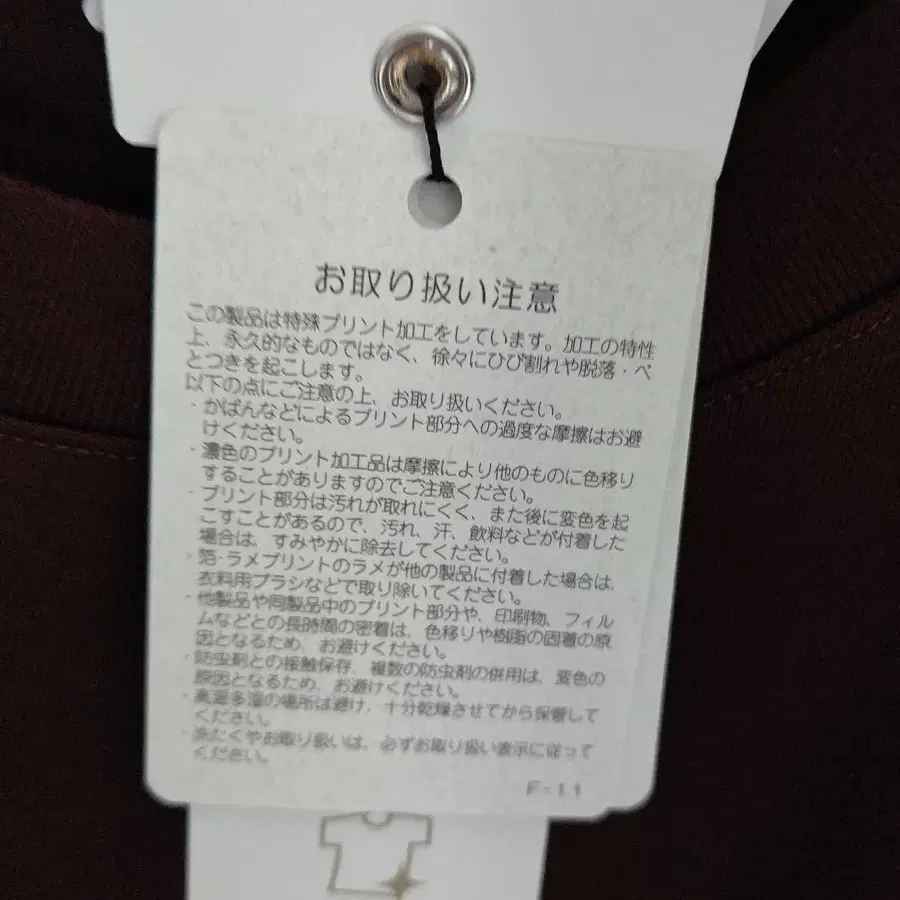 お取り扱い注意
この製品は特殊プリント加工をしています。加工の特性
上、永久的なものではなく、徐々にひび割れや脱落・ベ
とつきを起こします。
以下の点にご注意の上、お取り扱いください。
・かばんなどによるプリント部分への過度な摩擦はお避
けください。
・濃色のプリント加工品は摩擦により他のものに色移り
することがありますのでご注意ください。
・プリント部分は汚れが取れにくく、また後に変色を起
こすことがあるので、汚れ、汗、飲料などが付着した
場合は、すみやかに除去してください。
・箔・ラメプリントのラメが他の製品に付着した場合は、
衣料用ブラシなどで取り除いてください。
・他製品や同製品中のプリント部分や、印刷物、フィル
ムなどとの長時間の密着は、色移りや樹脂の固着の原
因となるため、お避けください。
・防虫剤との接触保存、複数の防虫剤の併用は、変色の
原因となるため、お避けください。
・高温多湿の場所は避け、十分乾燥させてから保管して
ください。
・洗たくやお取り扱いは、必ずお取り扱い表示に従って
ください。
F-11